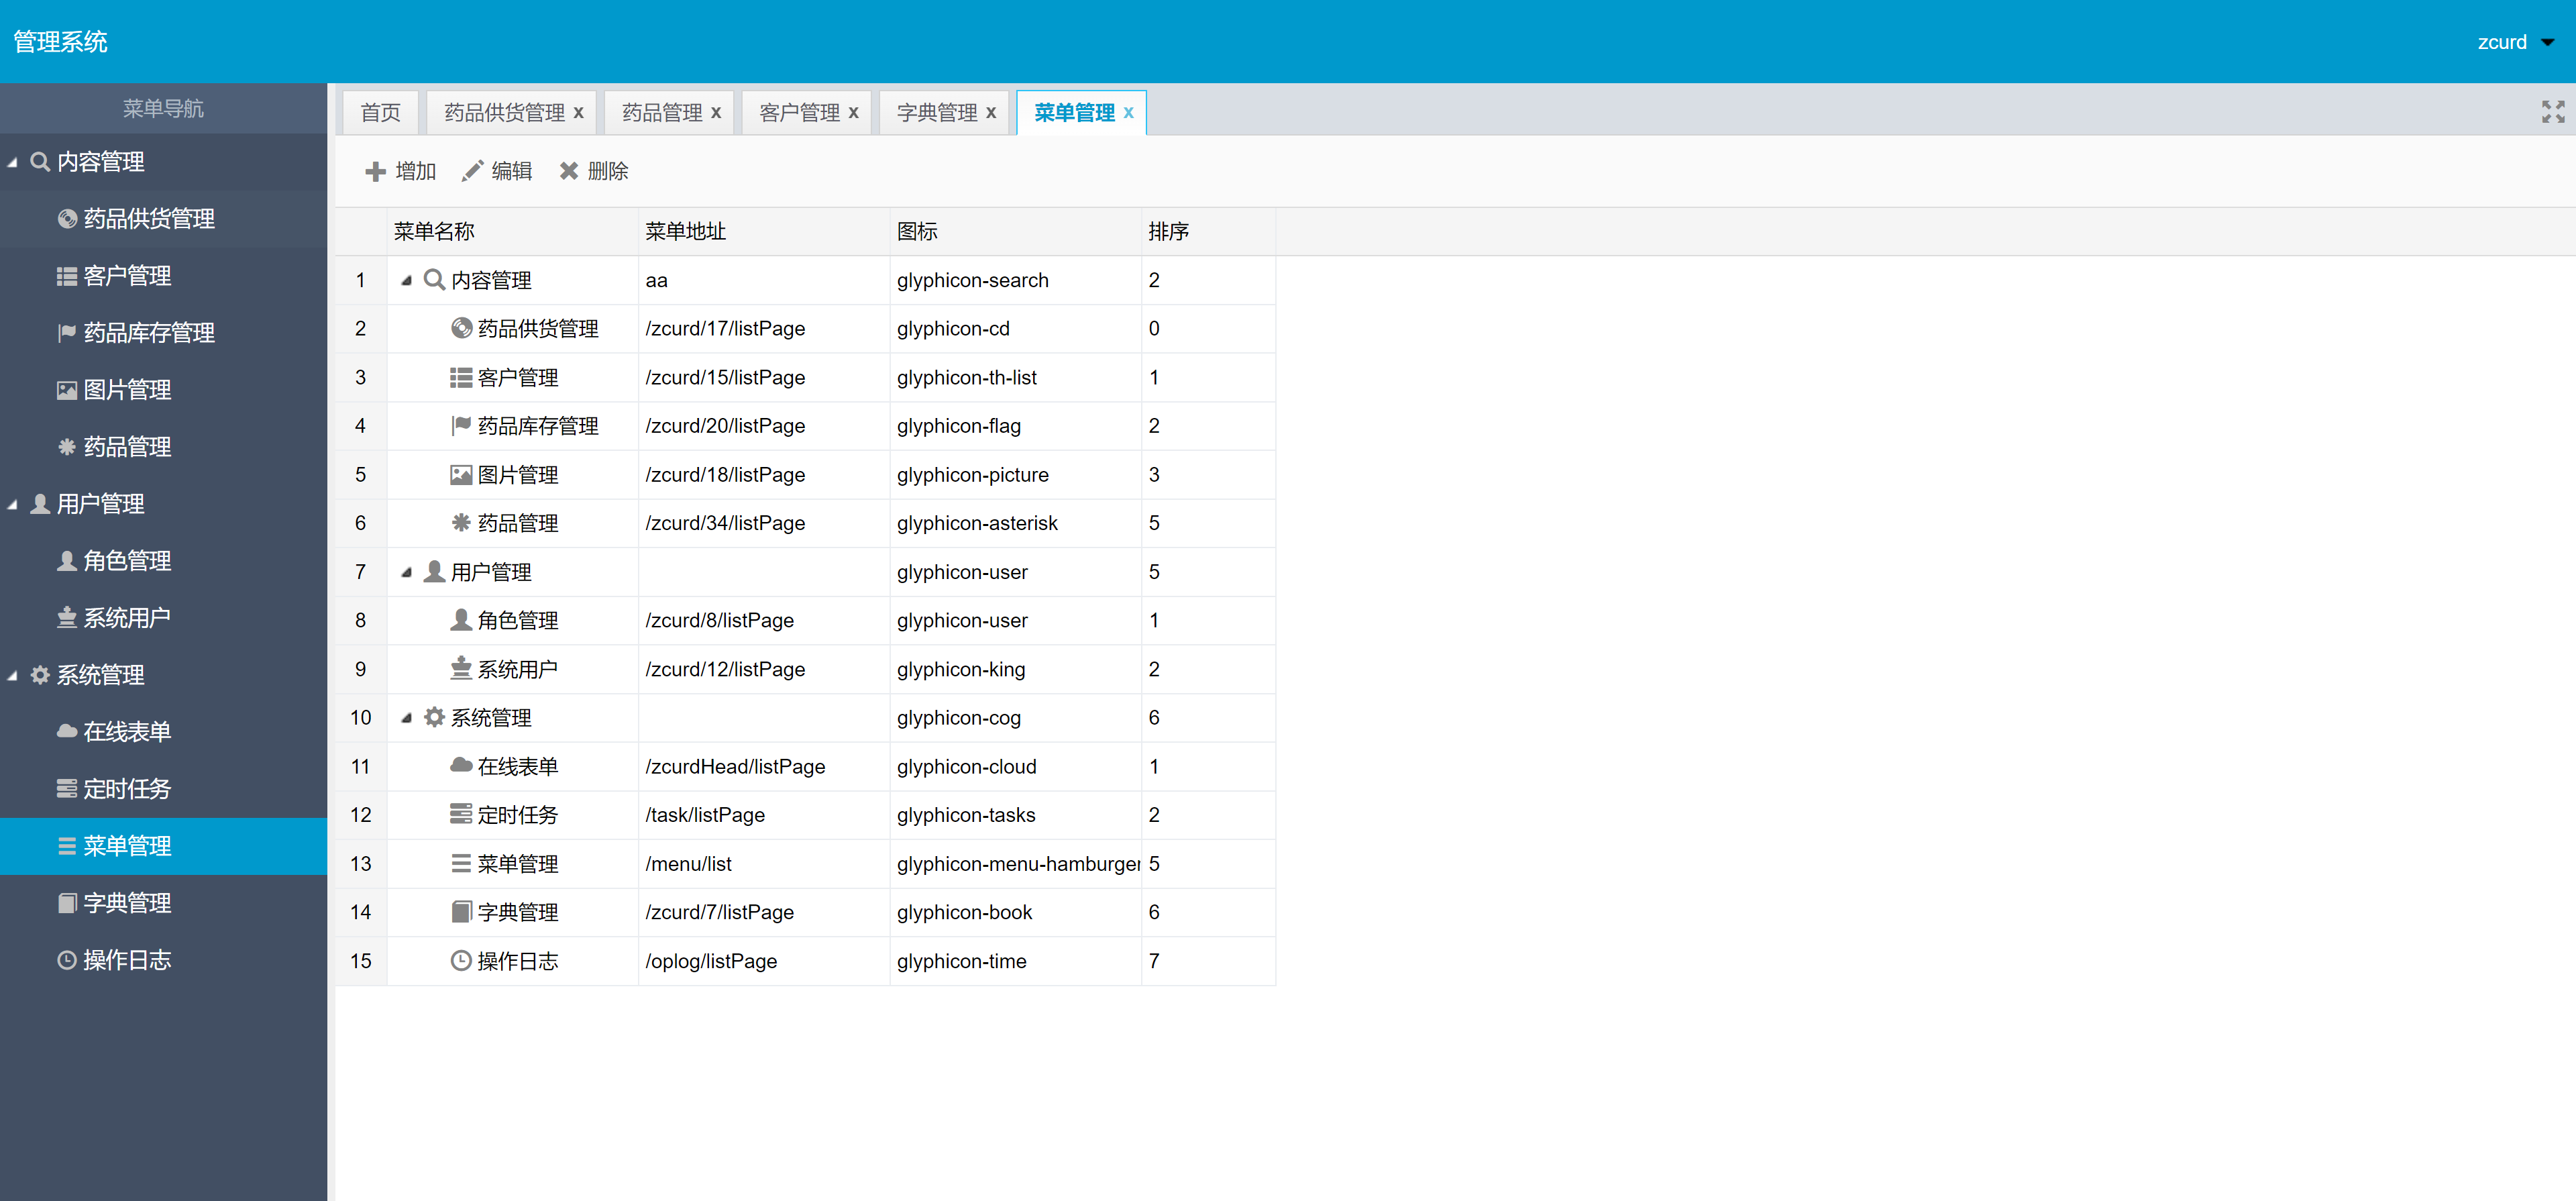 管理系统
zcurd
菜单导航
内容管理
药品供货管理
客户管理
药品库存管理
图片管理
药品管理
用户管理
角色管理
系统用户
系统管理
在线表单
定时任务
菜单管理
字典管理
操作日志
首页 药品供货管理 x 药品管理 x 客户管理 x 字典管理 x 菜单管理 x
增加 编辑 删除
菜单名称 菜单地址 图标 排序
1 内容管理 aa glyphicon-search 2
2 药品供货管理 /zcurd/17/listPage glyphicon-cd 0
3 客户管理 /zcurd/15/listPage glyphicon-th-list 1
4 药品库存管理 /zcurd/20/listPage glyphicon-flag 2
5 图片管理 /zcurd/18/listPage glyphicon-picture 3
6 药品管理 /zcurd/34/listPage glyphicon-asterisk 5
7 用户管理 glyphicon-user 5
8 角色管理 /zcurd/8/listPage glyphicon-user 1
9 系统用户 /zcurd/12/listPage glyphicon-king 2
10 系统管理 glyphicon-cog 6
11 在线表单 /zcurdHead/listPage glyphicon-cloud 1
12 定时任务 /task/listPage glyphicon-tasks 2
13 菜单管理 /menu/list glyphicon-menu-hamburger 5
14 字典管理 /zcurd/7/listPage glyphicon-book 6
15 操作日志 /oplog/listPage glyphicon-time 7